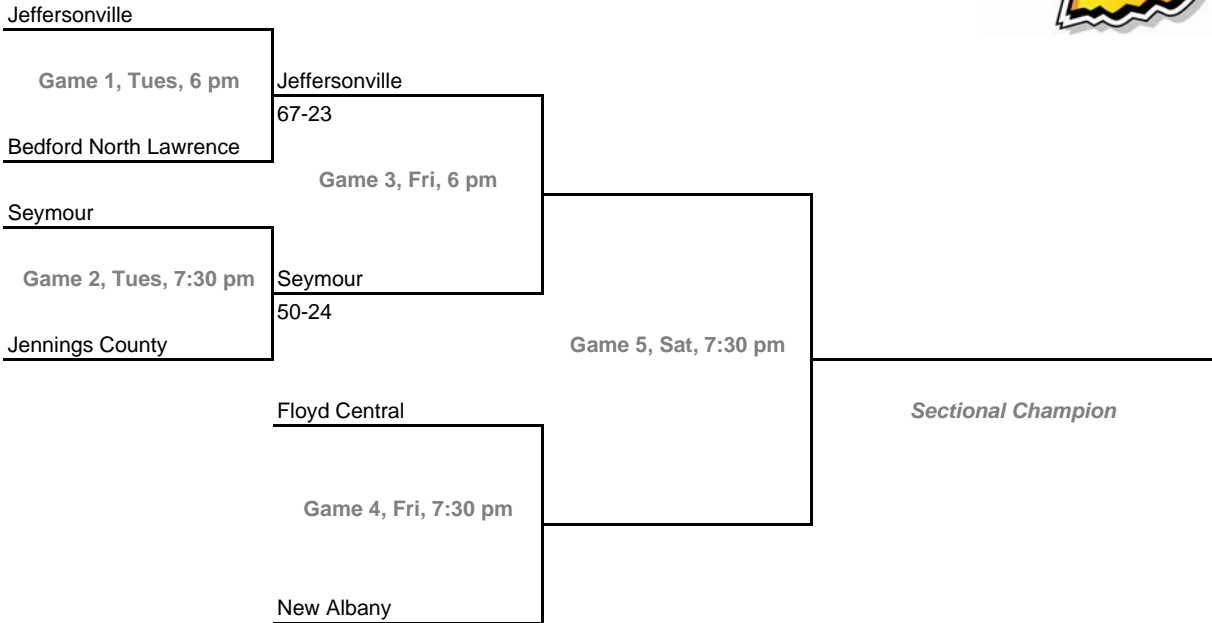 Jeffersonville
Game 1, Tues, 6 pm
Jeffersonville
67-23
Bedford North Lawrence
Game 3, Fri, 6 pm
Seymour
Game 2, Tues, 7:30 pm
Seymour
50-24
Jennings County
Game 5, Sat, 7:30 pm
Floyd Central
Sectional Champion
Game 4, Fri, 7:30 pm
New Albany